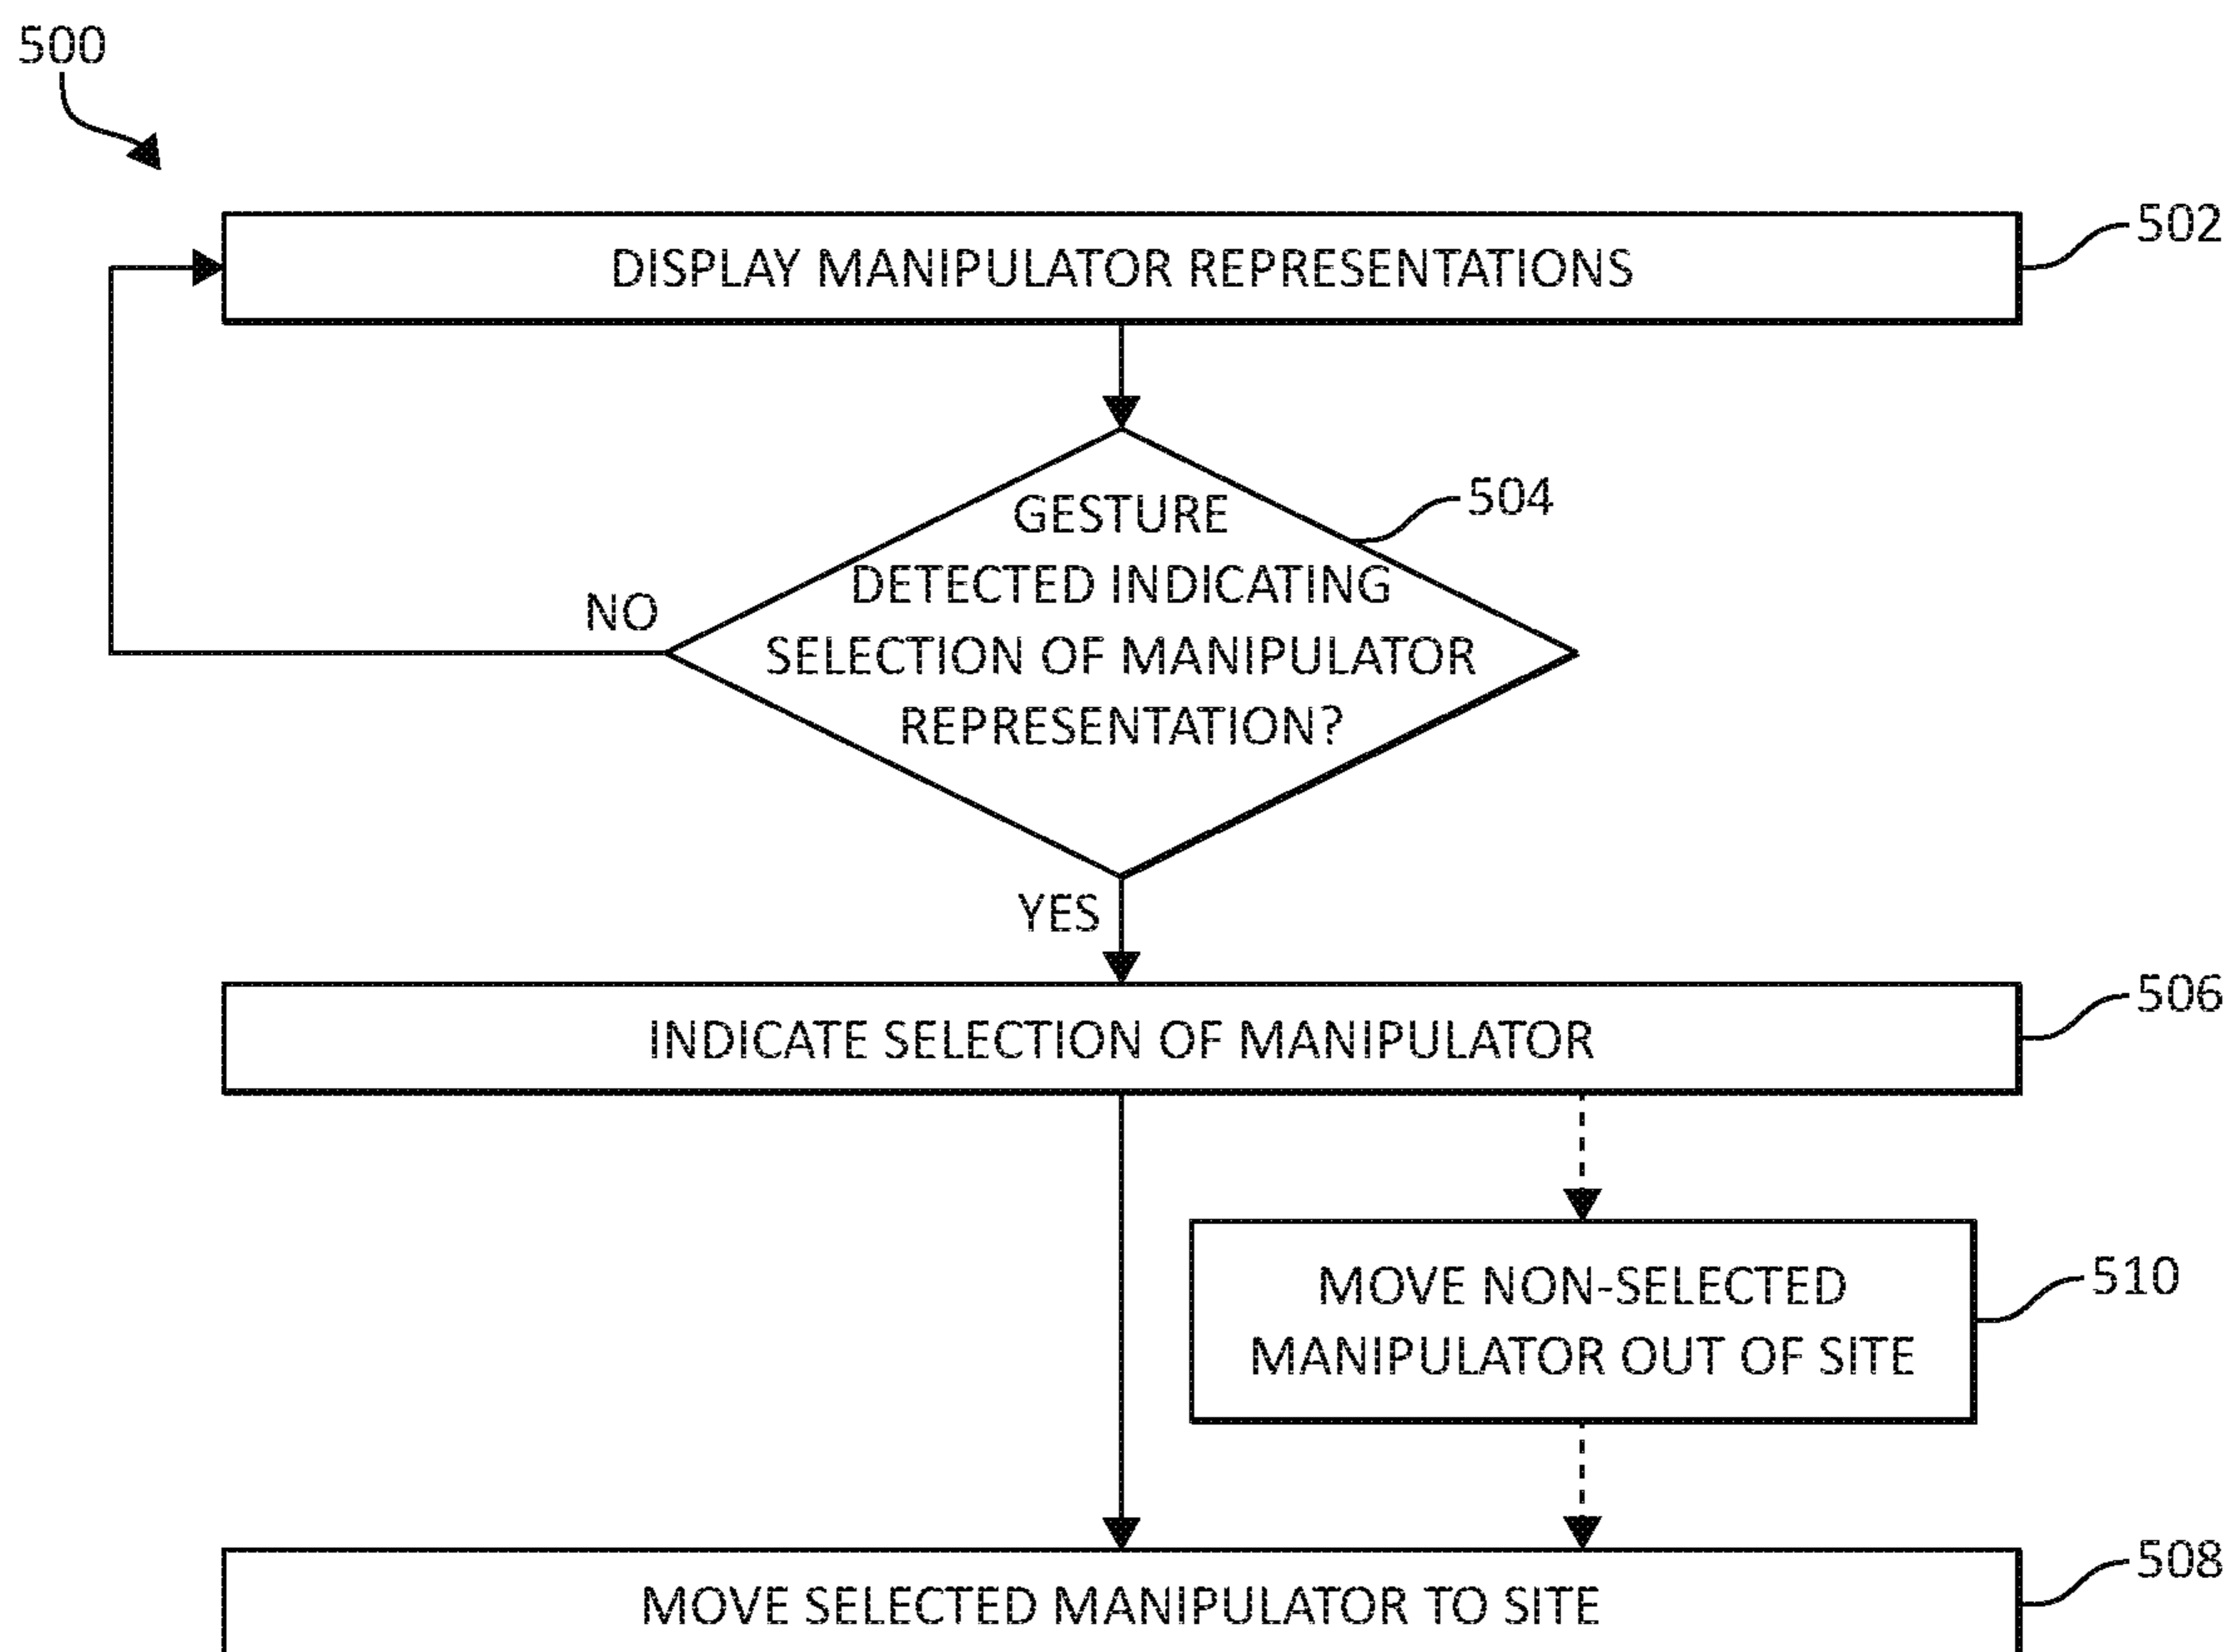 500
DISPLAY MANIPULATOR REPRESENTATIONS
502
GESTURE
DETECTED INDICATING
SELECTION OF MANIPULATOR
REPRESENTATION?
504
NO
YES
INDICATE SELECTION OF MANIPULATOR
506
MOVE NON-SELECTED
MANIPULATOR OUT OF SITE
510
MOVE SELECTED MANIPULATOR TO SITE
508